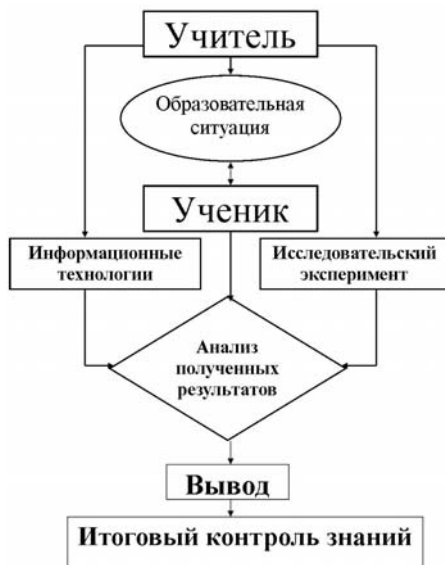 Учитель
Образовательная
ситуация
Ученик
Информационные
технологии
Исследовательский
эксперимент
Анализ
полученных
результатов
Вывод
Итоговый контроль знаний